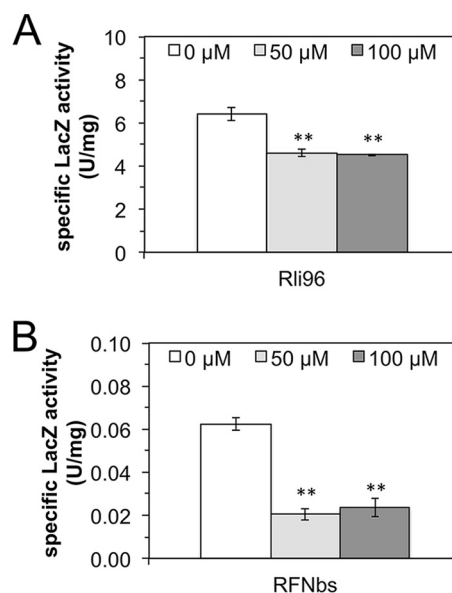 A
specific LacZ activity
(U/mg)
10
8
6
4
2
0
0 µM 50 µM 100 µM
** **
Rli96
B
specific LacZ activity
(U/mg)
0.10
0.08
0.06
0.04
0.02
0.00
0 µM 50 µM 100 µM
** **
RFNbs